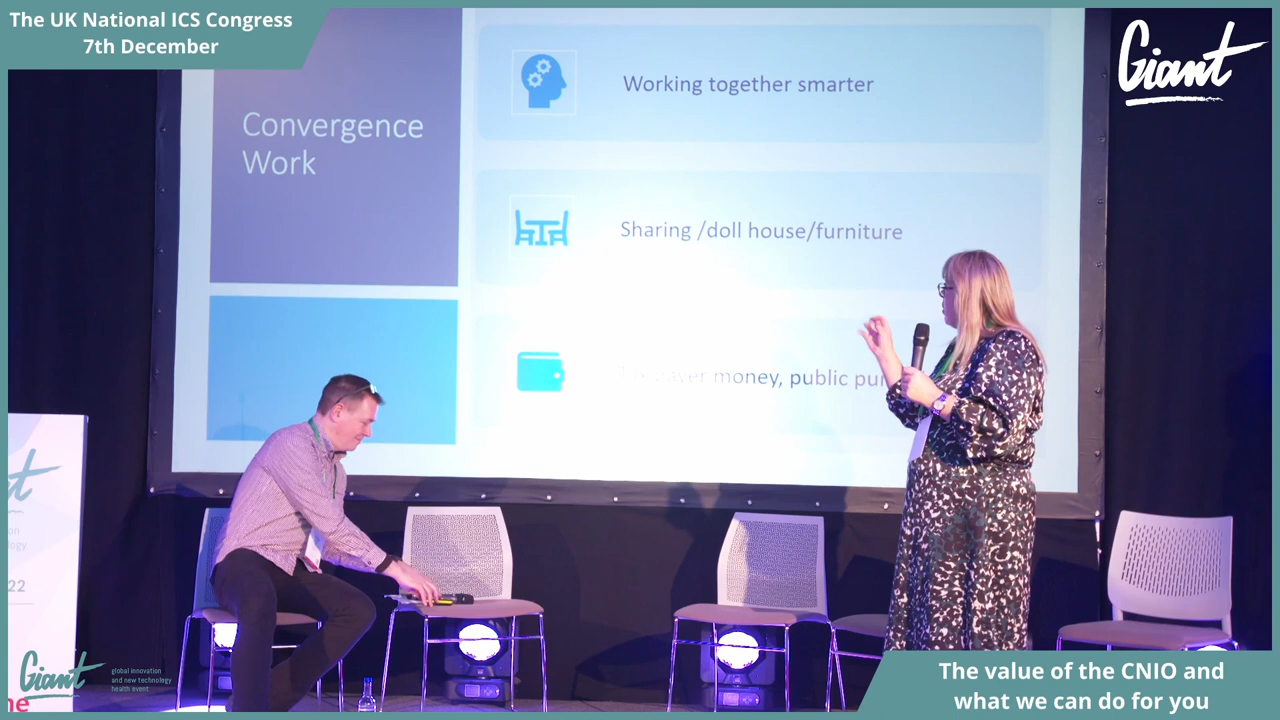 The UK National ICS Congress
7th December
Giant
Convergence
Work
Working together smarter
Sharing /doll house/furniture
money, public
22
Giant
global innovation
and new technology
health event
The value of the CNIO and
what we can do for you